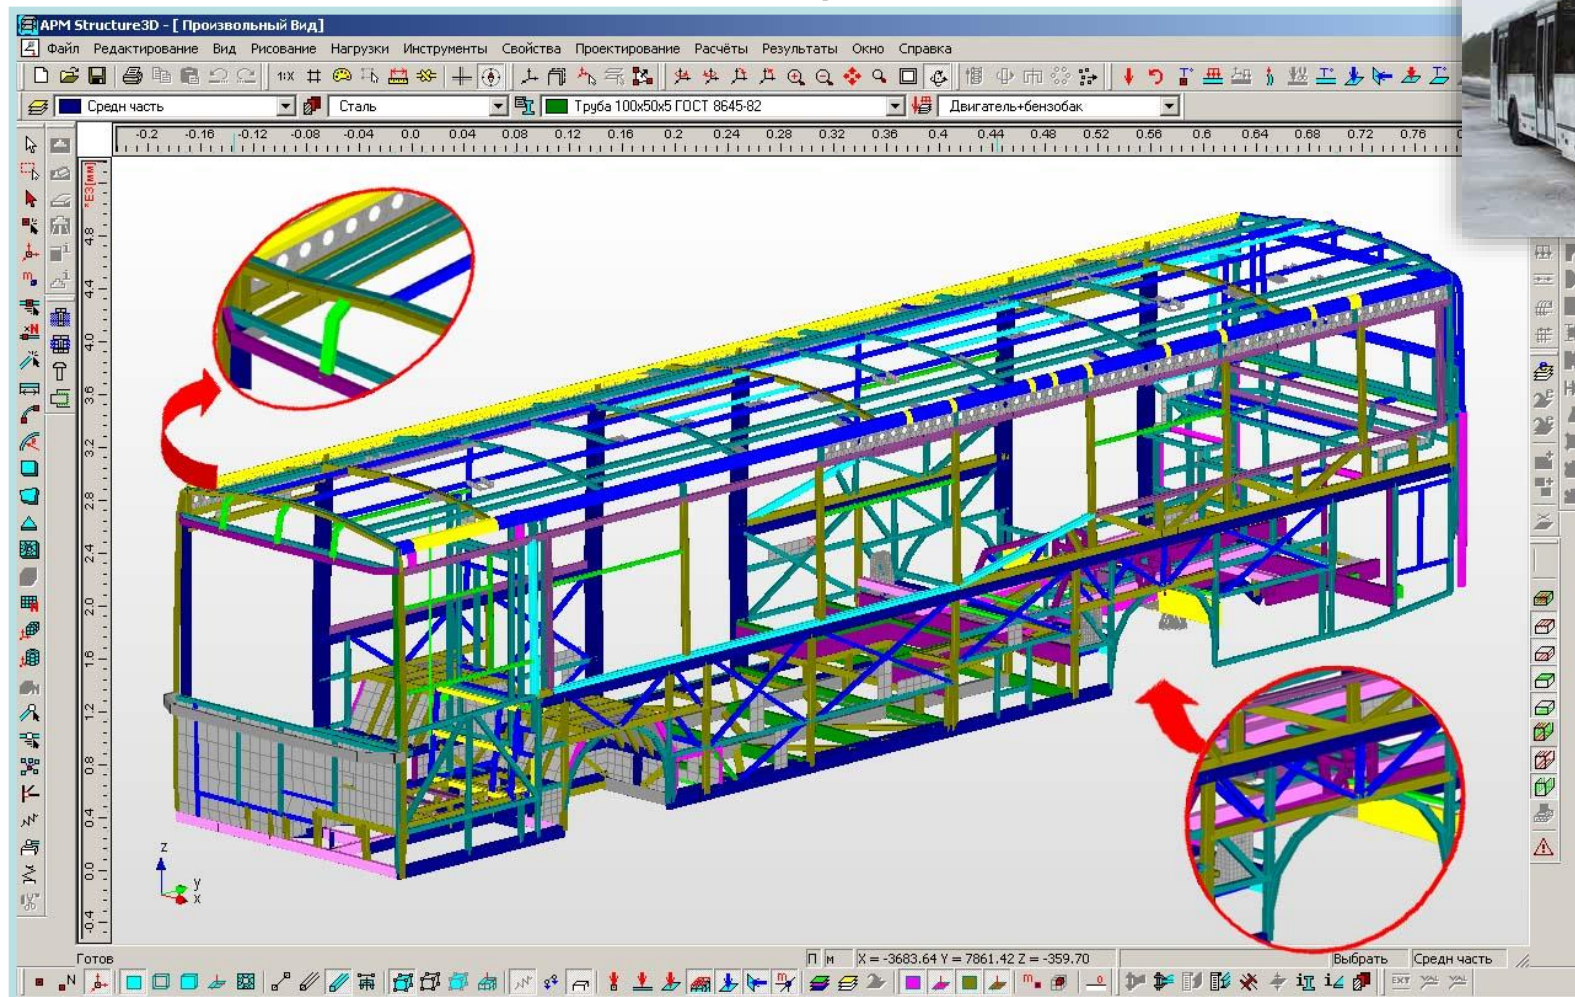 APM Structure3D - [ Произвольный Вид]
Файл Редактирование Вид Рисование Нагрузки Инструменты Свойства Проектирование Расчёты Результаты Окно Справка
Средн часть Сталь Труба 100x50x5 ГОСТ 8645-82 Двигатель+бензобак
-0.2 -0.16 -0.12 -0.08 -0.04 0.0 0.04 0.08 0.12 0.16 0.2 0.24 0.28 0.32 0.36 0.4 0.44 0.48 0.52 0.56 0.6 0.64 0.68 0.72 0.76
*E3[мм]
4.8
4.4
4.0
3.6
3.2
2.8
2.4
2.0
1.6
1.2
0.8
0.4
0.0
-0.4
z
y
x
Готов П м X = -3683.64 Y = 7861.42 Z = -359.70 Выбрать Средн часть